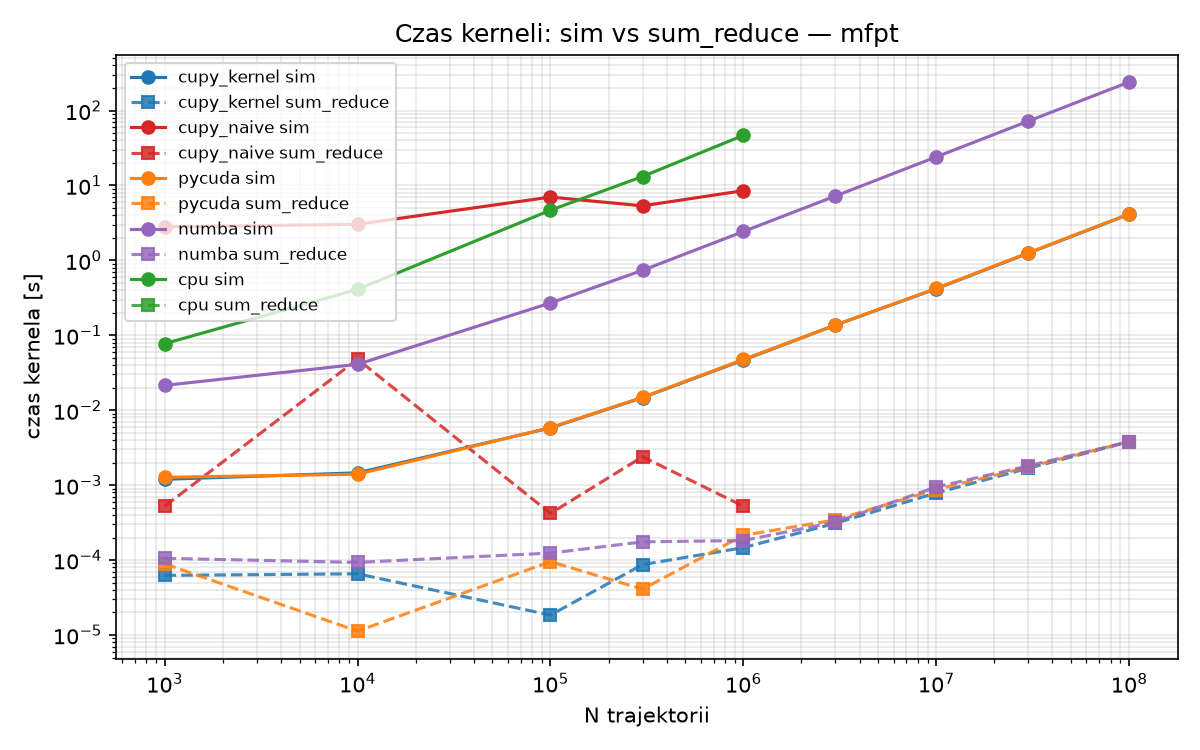 Czas kerneli: sim vs sum_reduce — mfpt
cupy_kernel sim
cupy_kernel sum_reduce
cupy_naive sim
cupy_naive sum_reduce
pycuda sim
pycuda sum_reduce
numba sim
numba sum_reduce
cpu sim
cpu sum_reduce
czas kernela [s]
10²
10¹
10⁰
10⁻¹
10⁻²
10⁻³
10⁻⁴
10⁻⁵
10³ 10⁴ 10⁵ 10⁶ 10⁷ 10⁸
N trajektorii